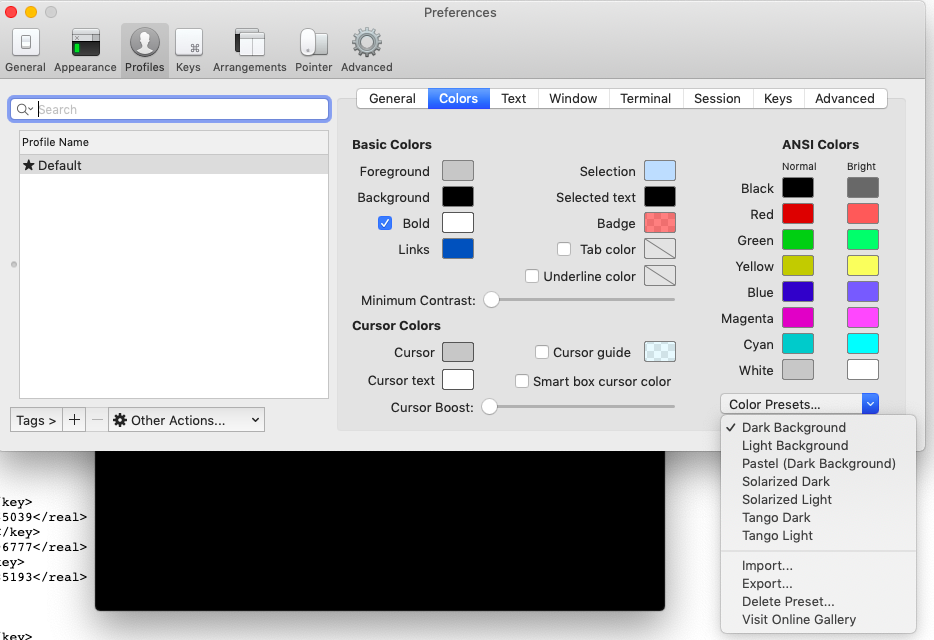 Preferences
General Appearance Profiles Keys Arrangements Pointer Advanced
Search
Profile Name
★ Default
Tags > + — Other Actions...
General Colors Text Window Terminal Session Keys Advanced
Basic Colors
Foreground
Background
Bold
Links
Selection
Selected text
Badge
Tab color
Underline color
Minimum Contrast:
Cursor Colors
Cursor
Cursor text
Cursor guide
Smart box cursor color
Cursor Boost:
ANSI Colors
Normal Bright
Black
Red
Green
Yellow
Blue
Magenta
Cyan
White
Color Presets...
✓ Dark Background
Light Background
Pastel (Dark Background)
Solarized Dark
Solarized Light
Tango Dark
Tango Light
Import...
Export...
Delete Preset...
Visit Online Gallery
key>
5039</real>
/key>
6777</real>
ey>
5193</real>
key>